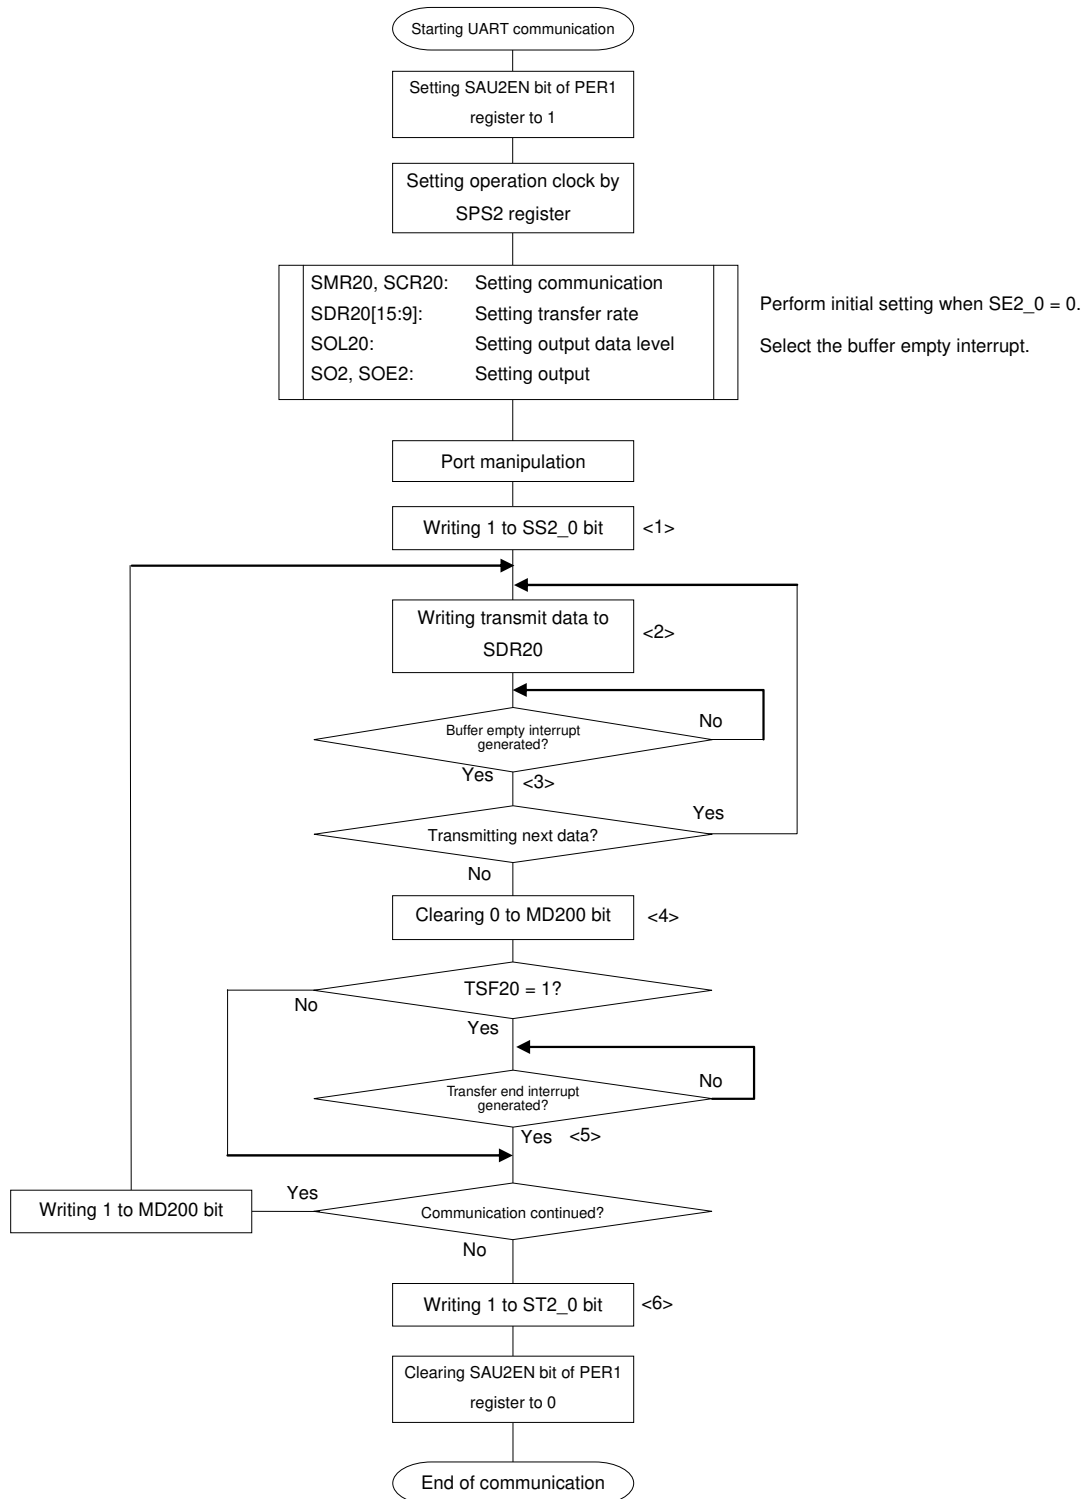 Starting UART communication
Setting SAU2EN bit of PER1
register to 1
Setting operation clock by
SPS2 register
SMR20, SCR20: Setting communication
SDR20[15:9]: Setting transfer rate
SOL20: Setting output data level
SO2, SOE2: Setting output
Perform initial setting when SE2_0 = 0.
Select the buffer empty interrupt.
Port manipulation
Writing 1 to SS2_0 bit <1>
Writing transmit data to
SDR20
<2>
Buffer empty interrupt
generated?
No
Yes <3>
Transmitting next data?
Yes
No
Clearing 0 to MD200 bit <4>
TSF20 = 1?
No
Yes
Transfer end interrupt
generated?
No
Yes <5>
Communication continued?
Yes
Writing 1 to MD200 bit
No
Writing 1 to ST2_0 bit <6>
Clearing SAU2EN bit of PER1
register to 0
End of communication